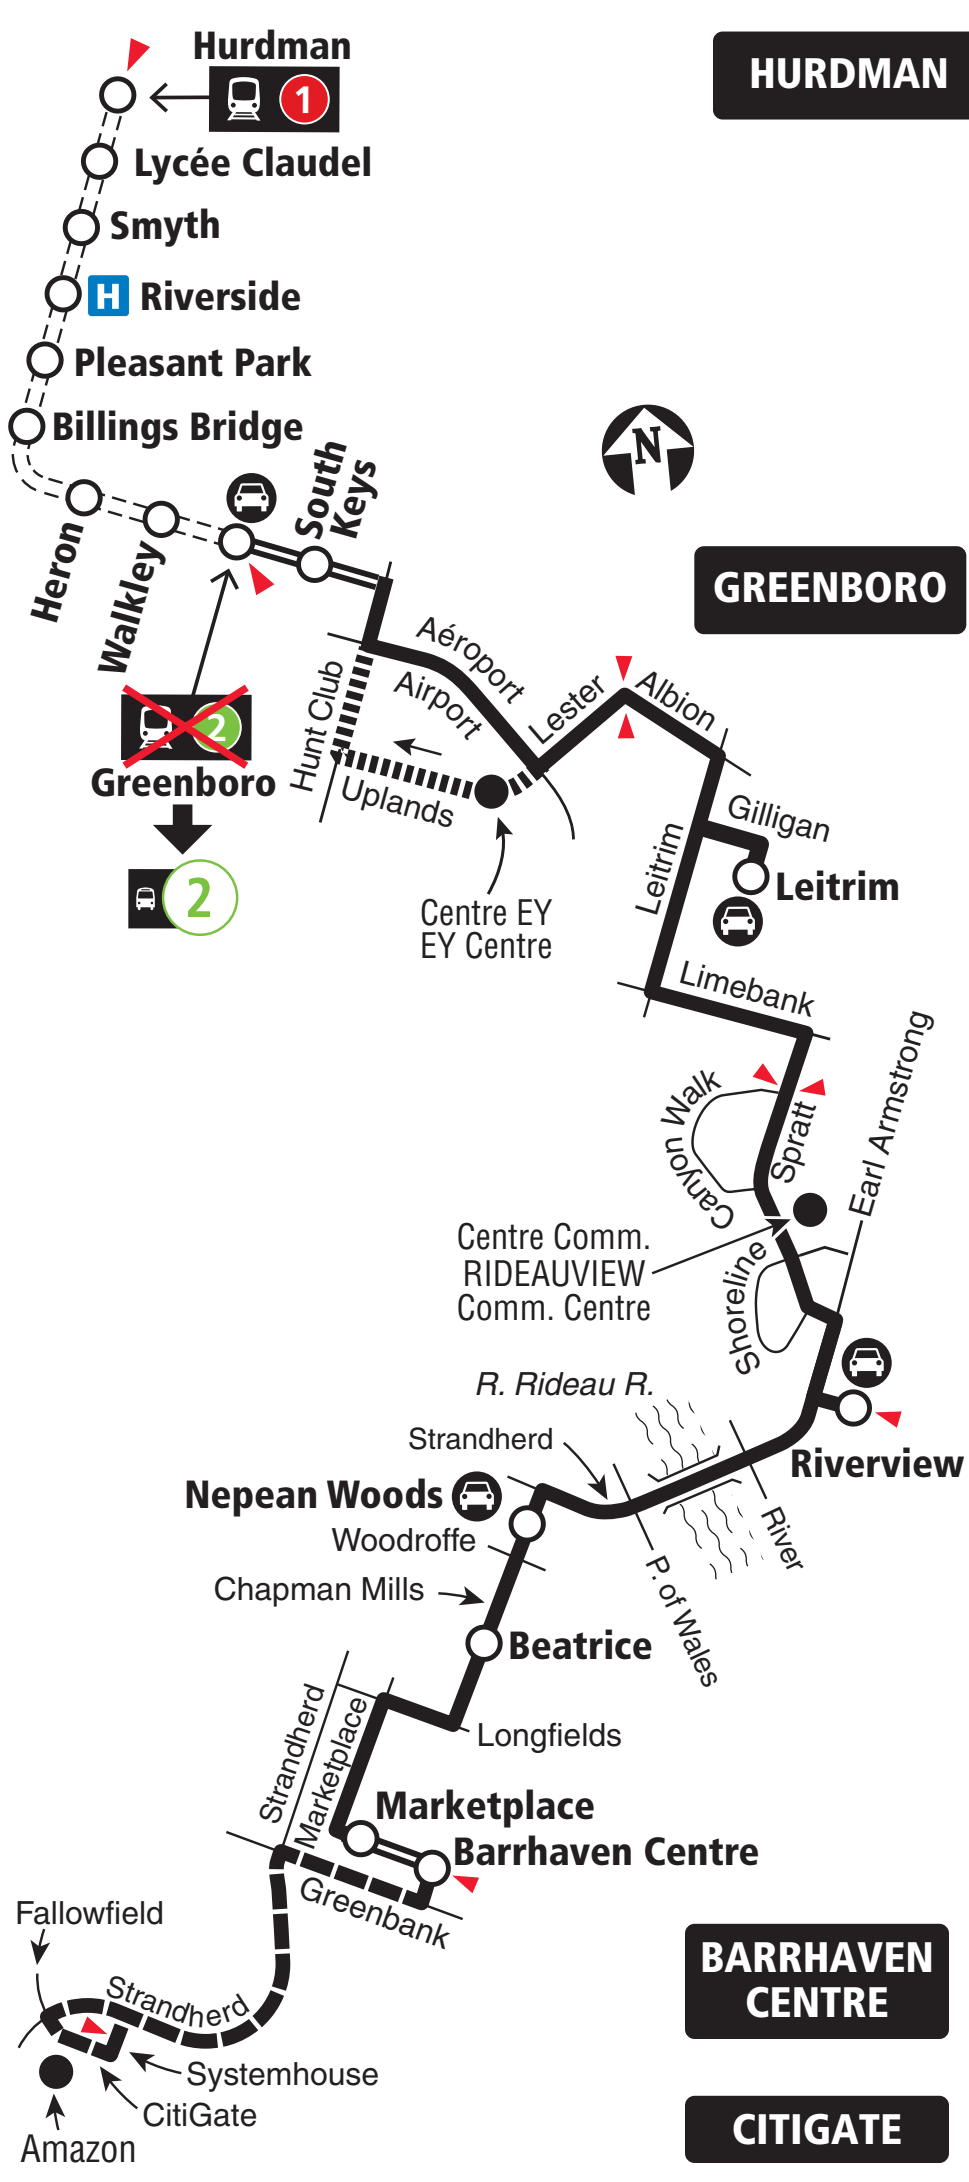 Hurdman
1
HURDMAN
Lycée Claudel
Smyth
H Riverside
Pleasant Park
Billings Bridge
N
South
Keys
Heron
Walkley
GREENBORO
Aéroport
Airport
Lester
Albion
Hunt Club
2
Greenboro
Uplands
Gilligan
Leitrim
Leitrim
2
Centre EY
EY Centre
Limebank
Earl Armstrong
Canyon Walk
Spratt
Centre Comm.
RIDEAUVIEW
Comm. Centre
Shoreline
R. Rideau R.
Strandherd
Riverview
Nepean Woods
Woodroffe
River
Chapman Mills
P. of Wales
Beatrice
Strandherd
Marketplace
Longfields
Marketplace
Barrhaven Centre
Greenbank
Fallowfield
BARRHAVEN
CENTRE
Strandherd
Systemhouse
CitiGate
CITIGATE
Amazon